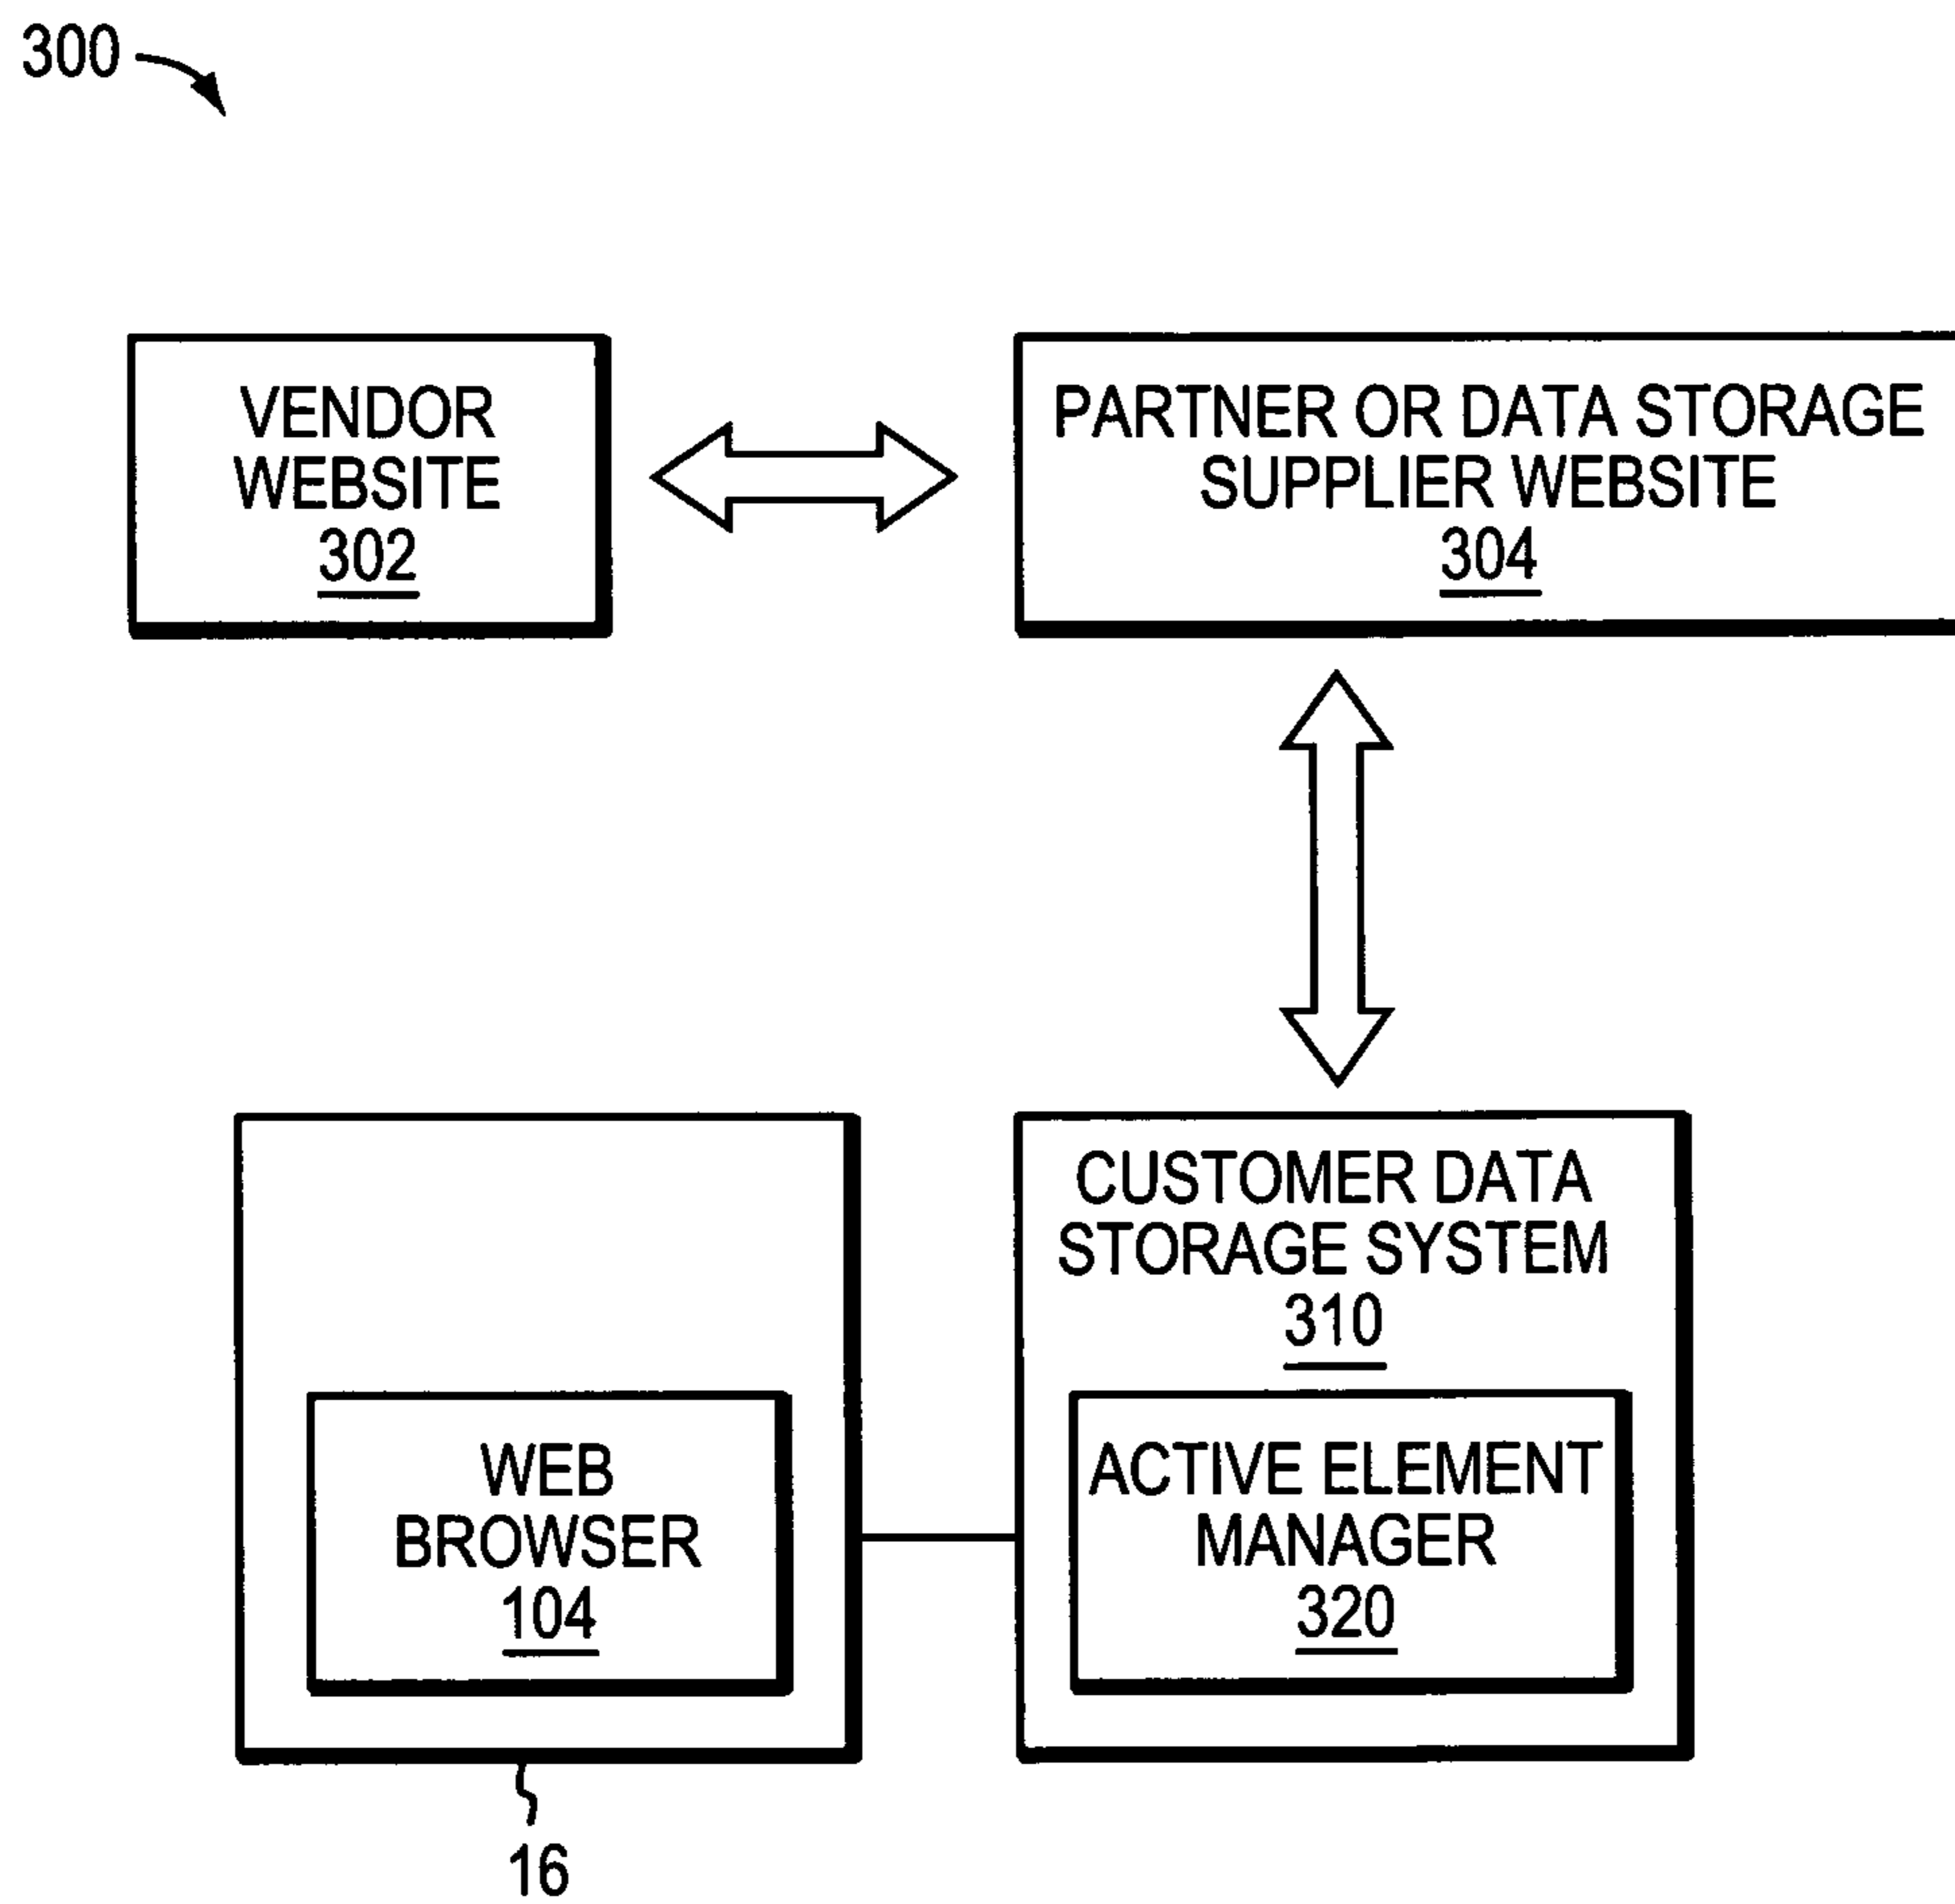 300
VENDOR
WEBSITE
302
PARTNER OR DATA STORAGE
SUPPLIER WEBSITE
304
CUSTOMER DATA
STORAGE SYSTEM
310
WEB
BROWSER
104
ACTIVE ELEMENT
MANAGER
320
16